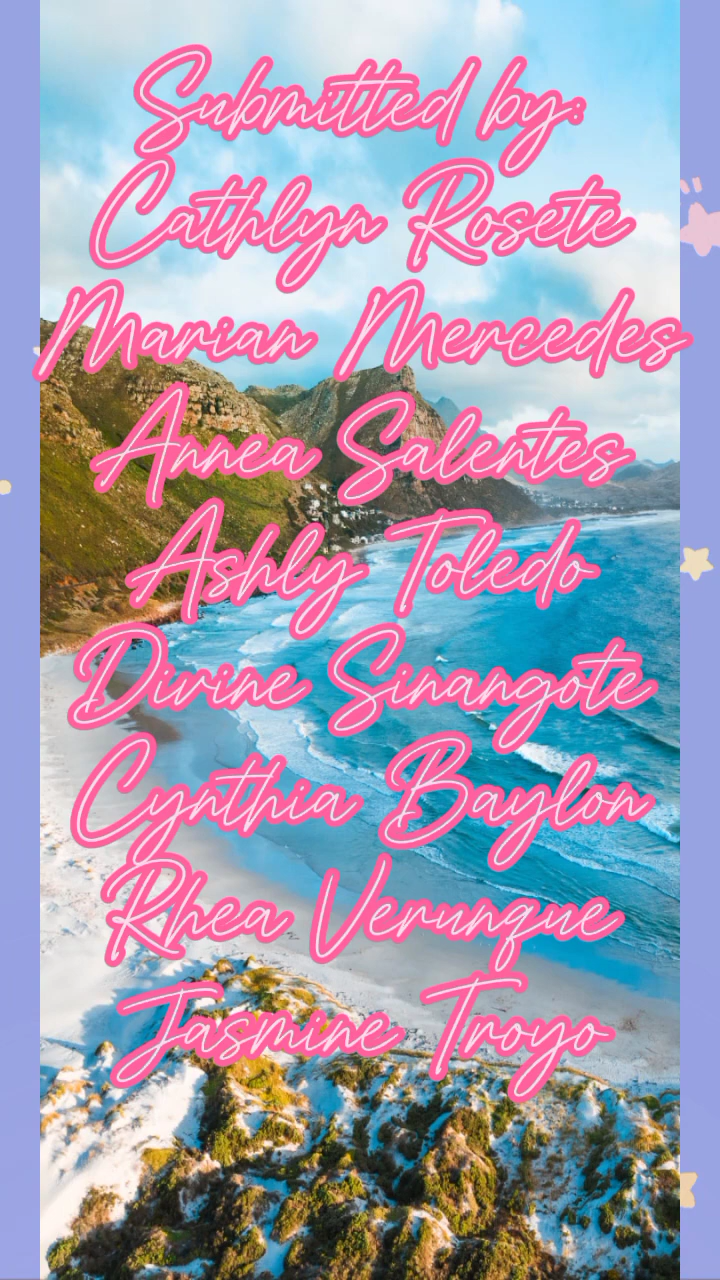 Submitted by:
Cathlyn Rosete
Marian Mercedes
Annea Salentes
Ashly Toledo
Divine Sinangote
Cynthia Baylon
Rhea Verunque
Jasmine Troyo